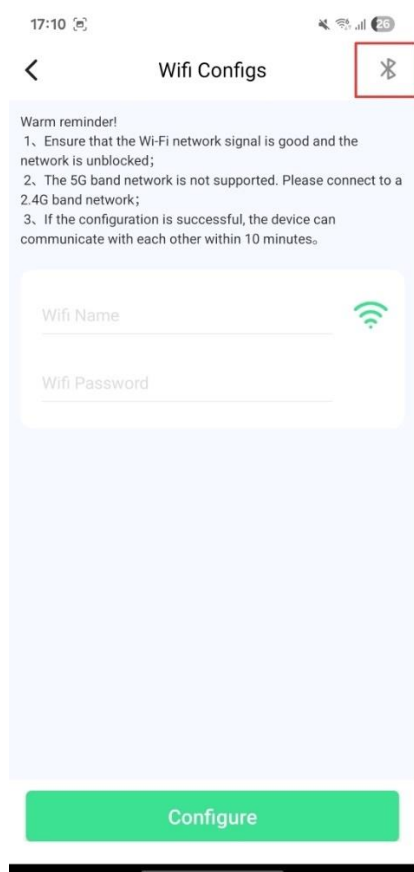 17:10
26
Wifi Configs
Warm reminder!
1、Ensure that the Wi-Fi network signal is good and the
network is unblocked;
2、The 5G band network is not supported. Please connect to a
2.4G band network;
3、If the configuration is successful, the device can
communicate with each other within 10 minutes。
Wifi Name
Wifi Password
Configure